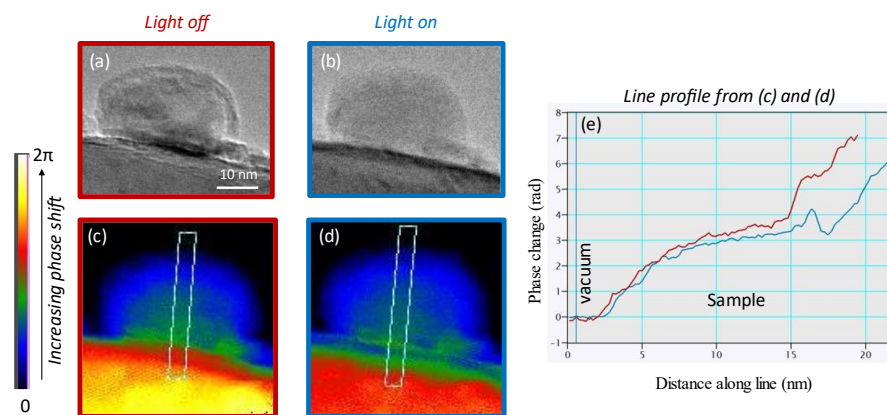 Light off
Light on
(a)
(b)
10 nm
2π
Increasing phase shift
0
(c)
(d)
Line profile from (c) and (d)
(e)
8
7
6
5
4
3
2
1
0
-1
Phase change (rad)
vacuum
Sample
0
5
10
15
20
Distance along line (nm)